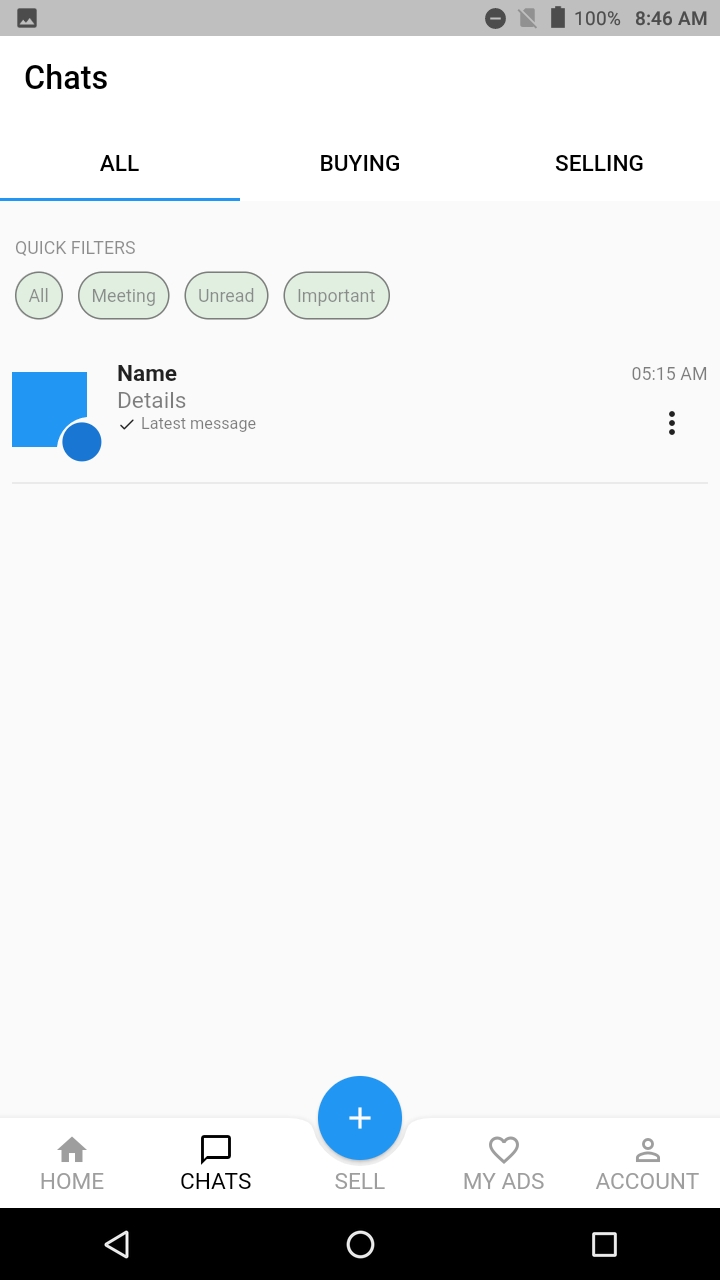 100% 8:46 AM
Chats
ALL BUYING SELLING
QUICK FILTERS
All Meeting Unread Important
Name 05:15 AM
Details
Latest message
HOME CHATS SELL MY ADS ACCOUNT